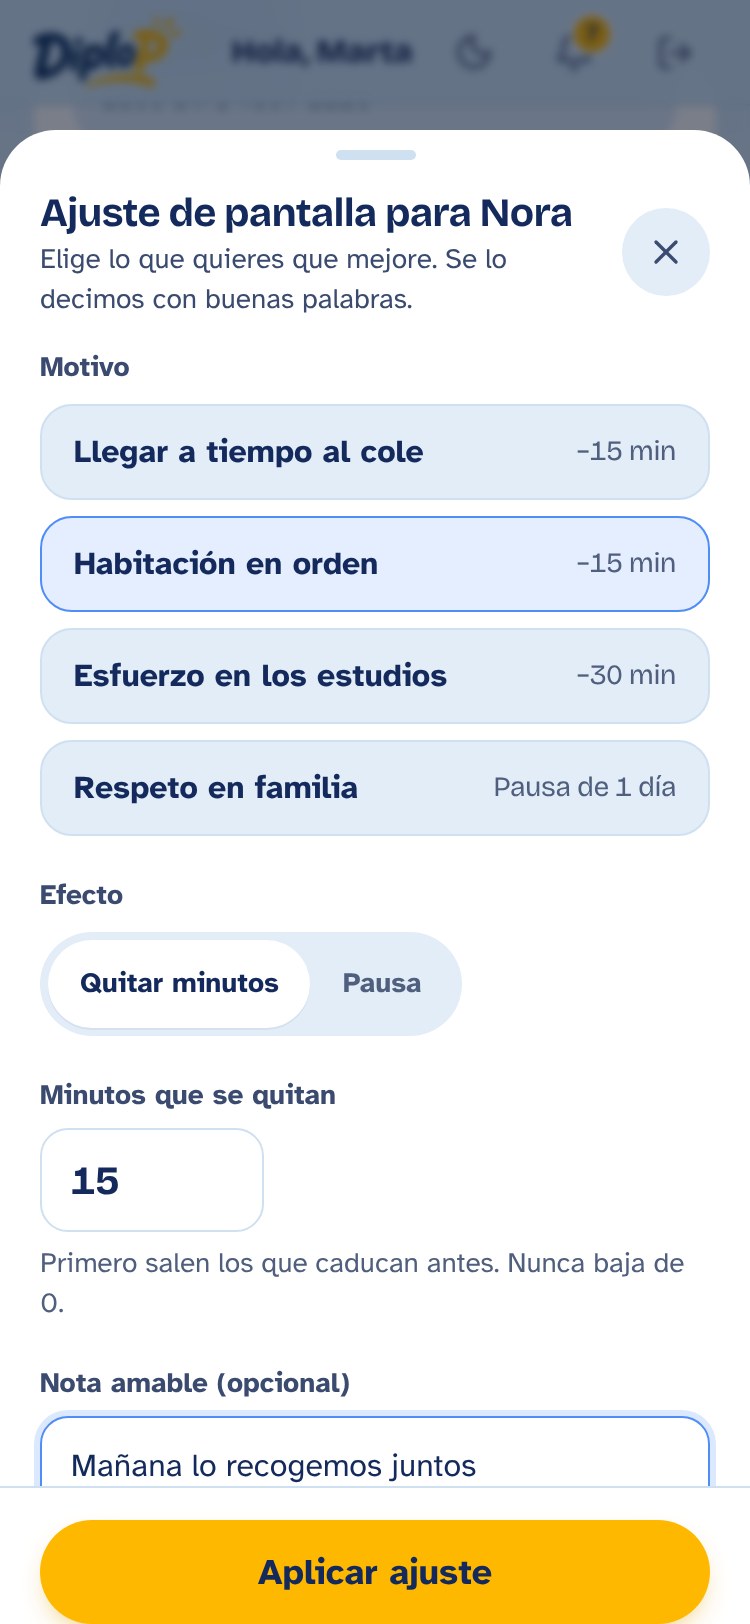 DiploP
Hola, Marta
Ajuste de pantalla para Nora
Elige lo que quieres que mejore. Se lo
decimos con buenas palabras.
Motivo
Llegar a tiempo al cole −15 min
Habitación en orden −15 min
Esfuerzo en los estudios −30 min
Respeto en familia Pausa de 1 día
Efecto
Quitar minutos Pausa
Minutos que se quitan
15
Primero salen los que caducan antes. Nunca baja de
0.
Nota amable (opcional)
Mañana lo recogemos juntos
Aplicar ajuste